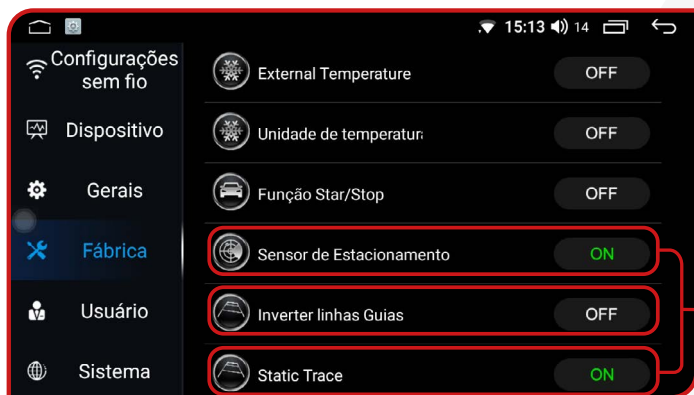 15:13 14
Configurações
sem fio
Dispositivo
Gerais
Fábrica
Usuário
Sistema
External Temperature OFF
Unidade de temperatura OFF
Função Star/Stop OFF
Sensor de Estacionamento ON
Inverter linhas Guias OFF
Static Trace ON